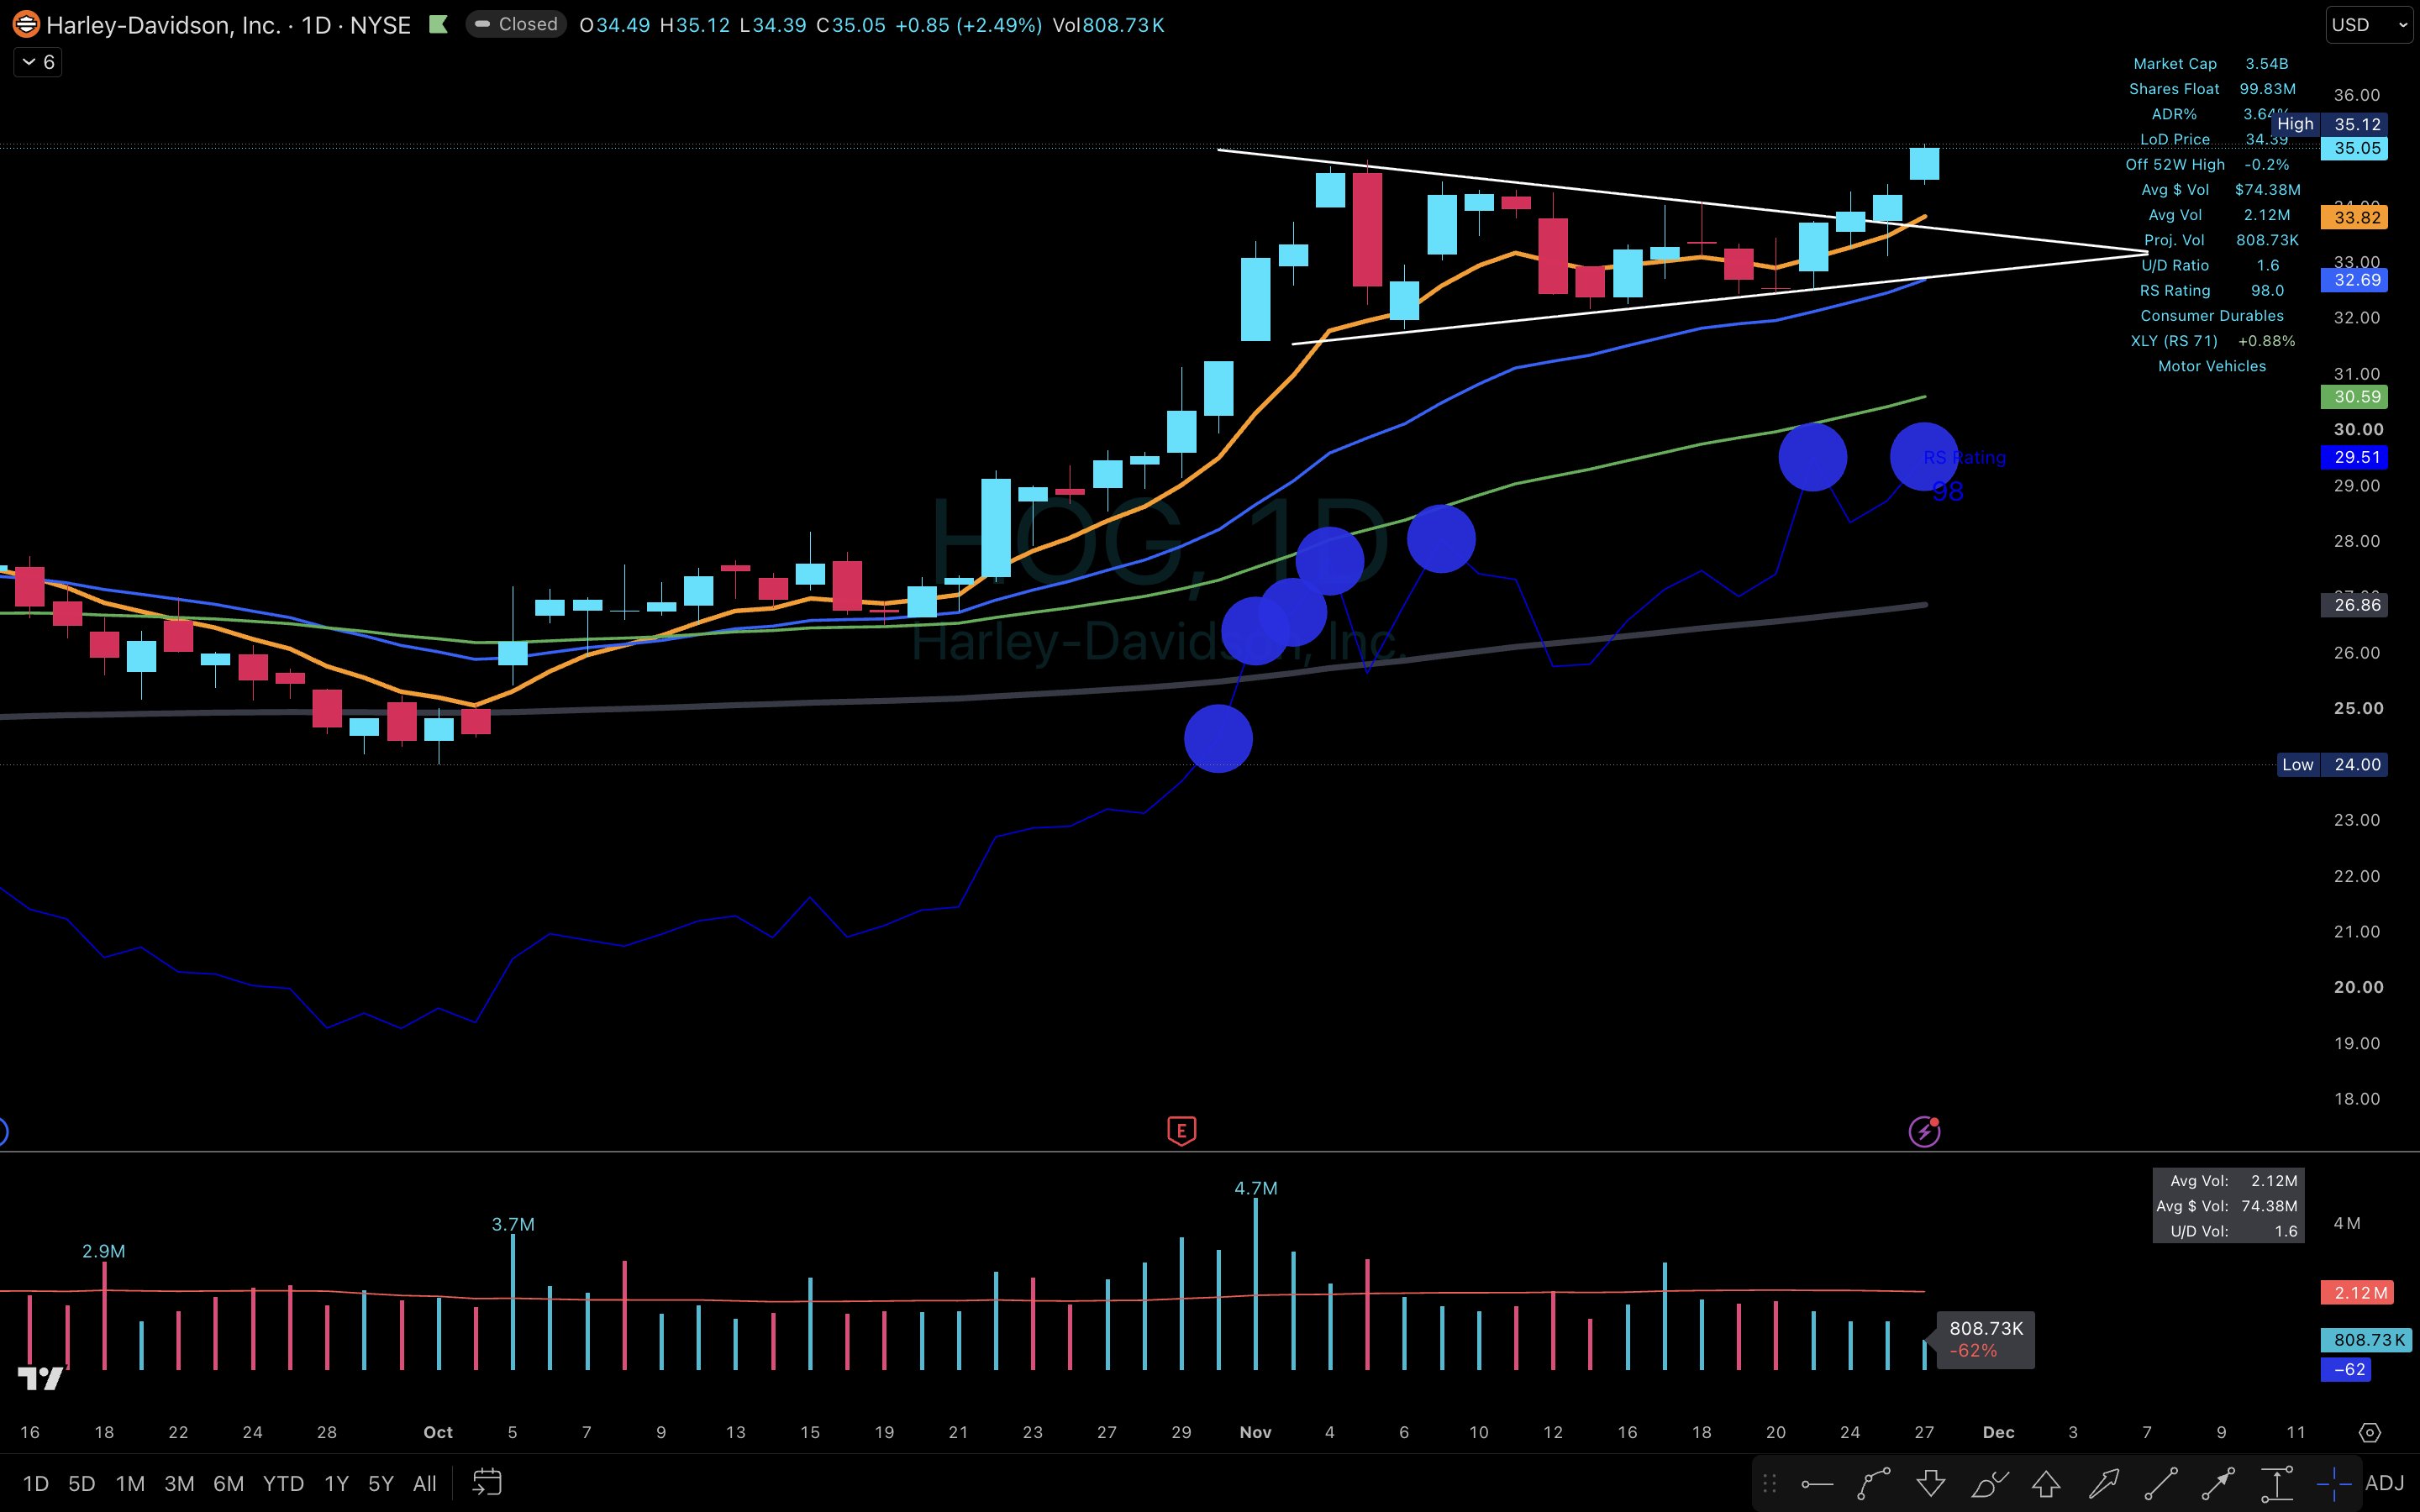 Harley-Davidson, Inc. · 1D · NYSE Closed O34.49 H35.12 L34.39 C35.05 +0.85 (+2.49%) Vol808.73K
USD
6
Market Cap 3.54B
Shares Float 99.83M
ADR% 3.64%
LoD Price 34.39
Off 52W High -0.2%
Avg $ Vol $74.38M
Avg Vol 2.12M
Proj. Vol 808.73K
U/D Ratio 1.6
RS Rating 98.0
Consumer Durables
XLY (RS 71) +0.88%
Motor Vehicles
36.00
High 35.12
35.05
34.00
33.82
33.00
32.69
32.00
31.00
30.59
30.00
29.51
29.00
28.00
26.86
26.00
25.00
Low 24.00
23.00
22.00
21.00
20.00
19.00
18.00
RS Rating
98
HOG, 1D
Harley-Davidson, Inc.
E
Avg Vol: 2.12M
Avg $ Vol: 74.38M
U/D Vol: 1.6
2.9M
3.7M
4.7M
4M
2.12M
808.73K
-62%
808.73K
−62
16 18 22 24 28 Oct 5 7 9 13 15 19 21 23 27 29 Nov 4 6 10 12 16 18 20 24 27 Dec 3 7 9 11
1D 5D 1M 3M 6M YTD 1Y 5Y All
ADJ